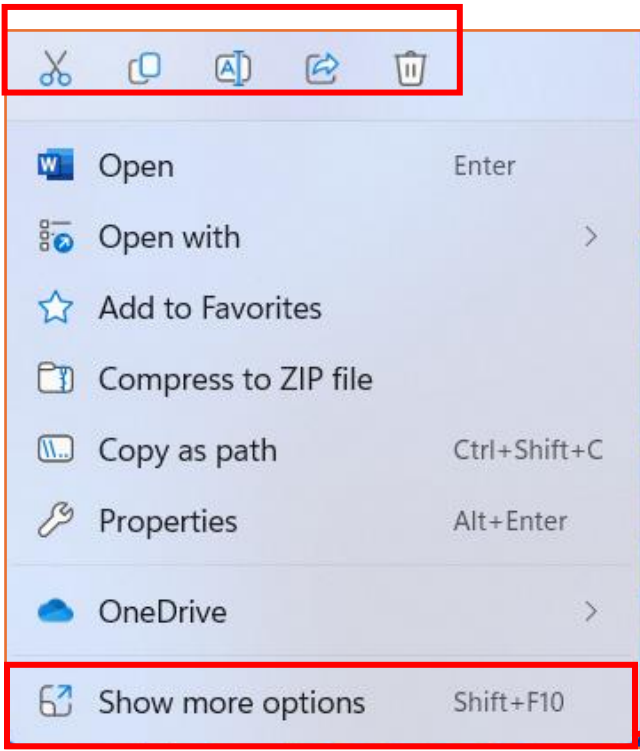 Open Enter
Open with
Add to Favorites
Compress to ZIP file
Copy as path Ctrl+Shift+C
Properties Alt+Enter
OneDrive
Show more options Shift+F10